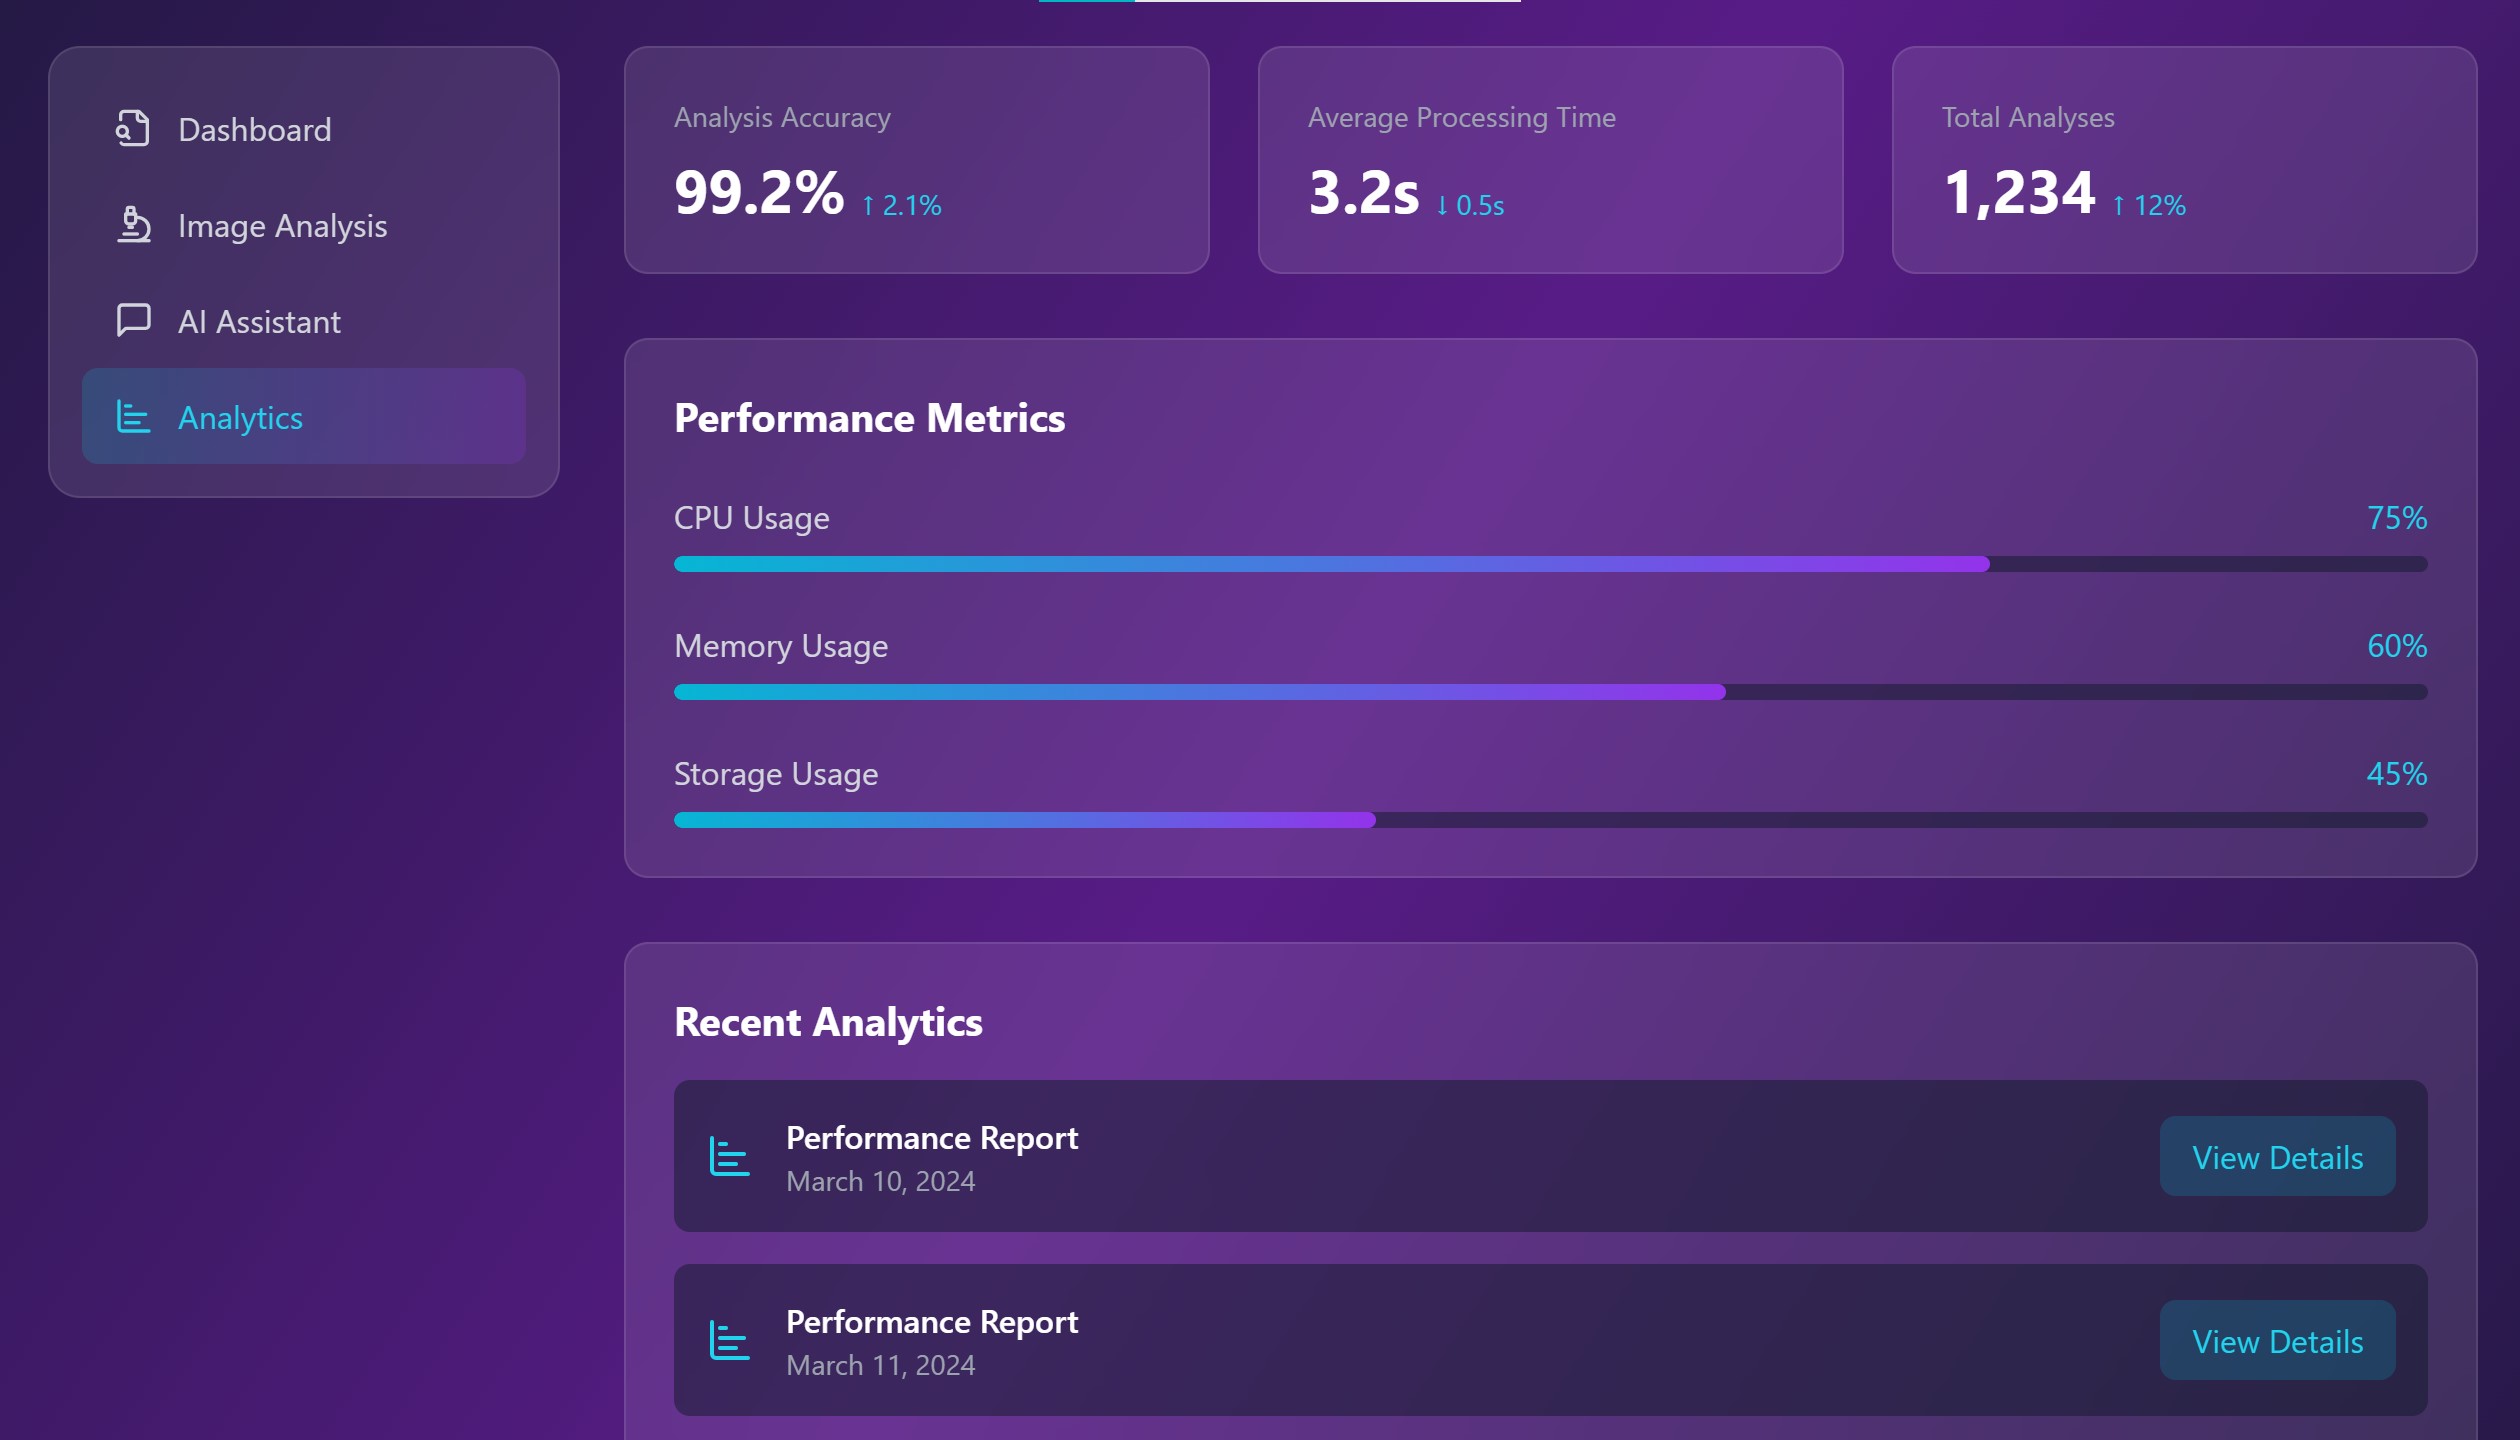 Dashboard
Image Analysis
AI Assistant
Analytics
Analysis Accuracy
99.2% ↑ 2.1%
Average Processing Time
3.2s ↓ 0.5s
Total Analyses
1,234 ↑ 12%
Performance Metrics
CPU Usage 75%
Memory Usage 60%
Storage Usage 45%
Recent Analytics
Performance Report
March 10, 2024
View Details
Performance Report
March 11, 2024
View Details